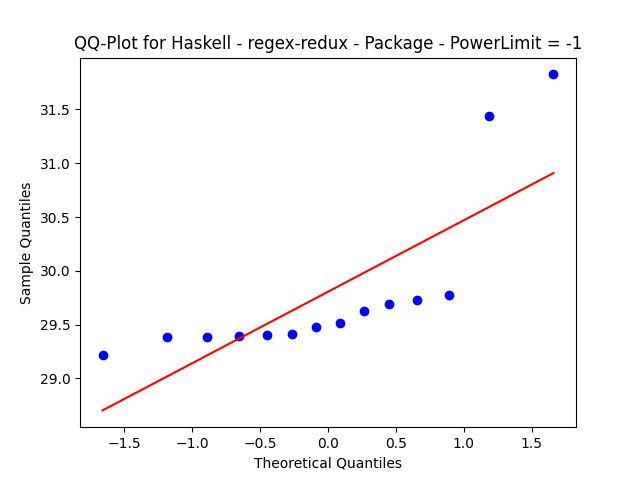 QQ-Plot for Haskell - regex-redux - Package - PowerLimit = -1
31.5
31.0
30.5
30.0
29.5
29.0
Sample Quantiles
−1.5 −1.0 −0.5 0.0 0.5 1.0 1.5
Theoretical Quantiles